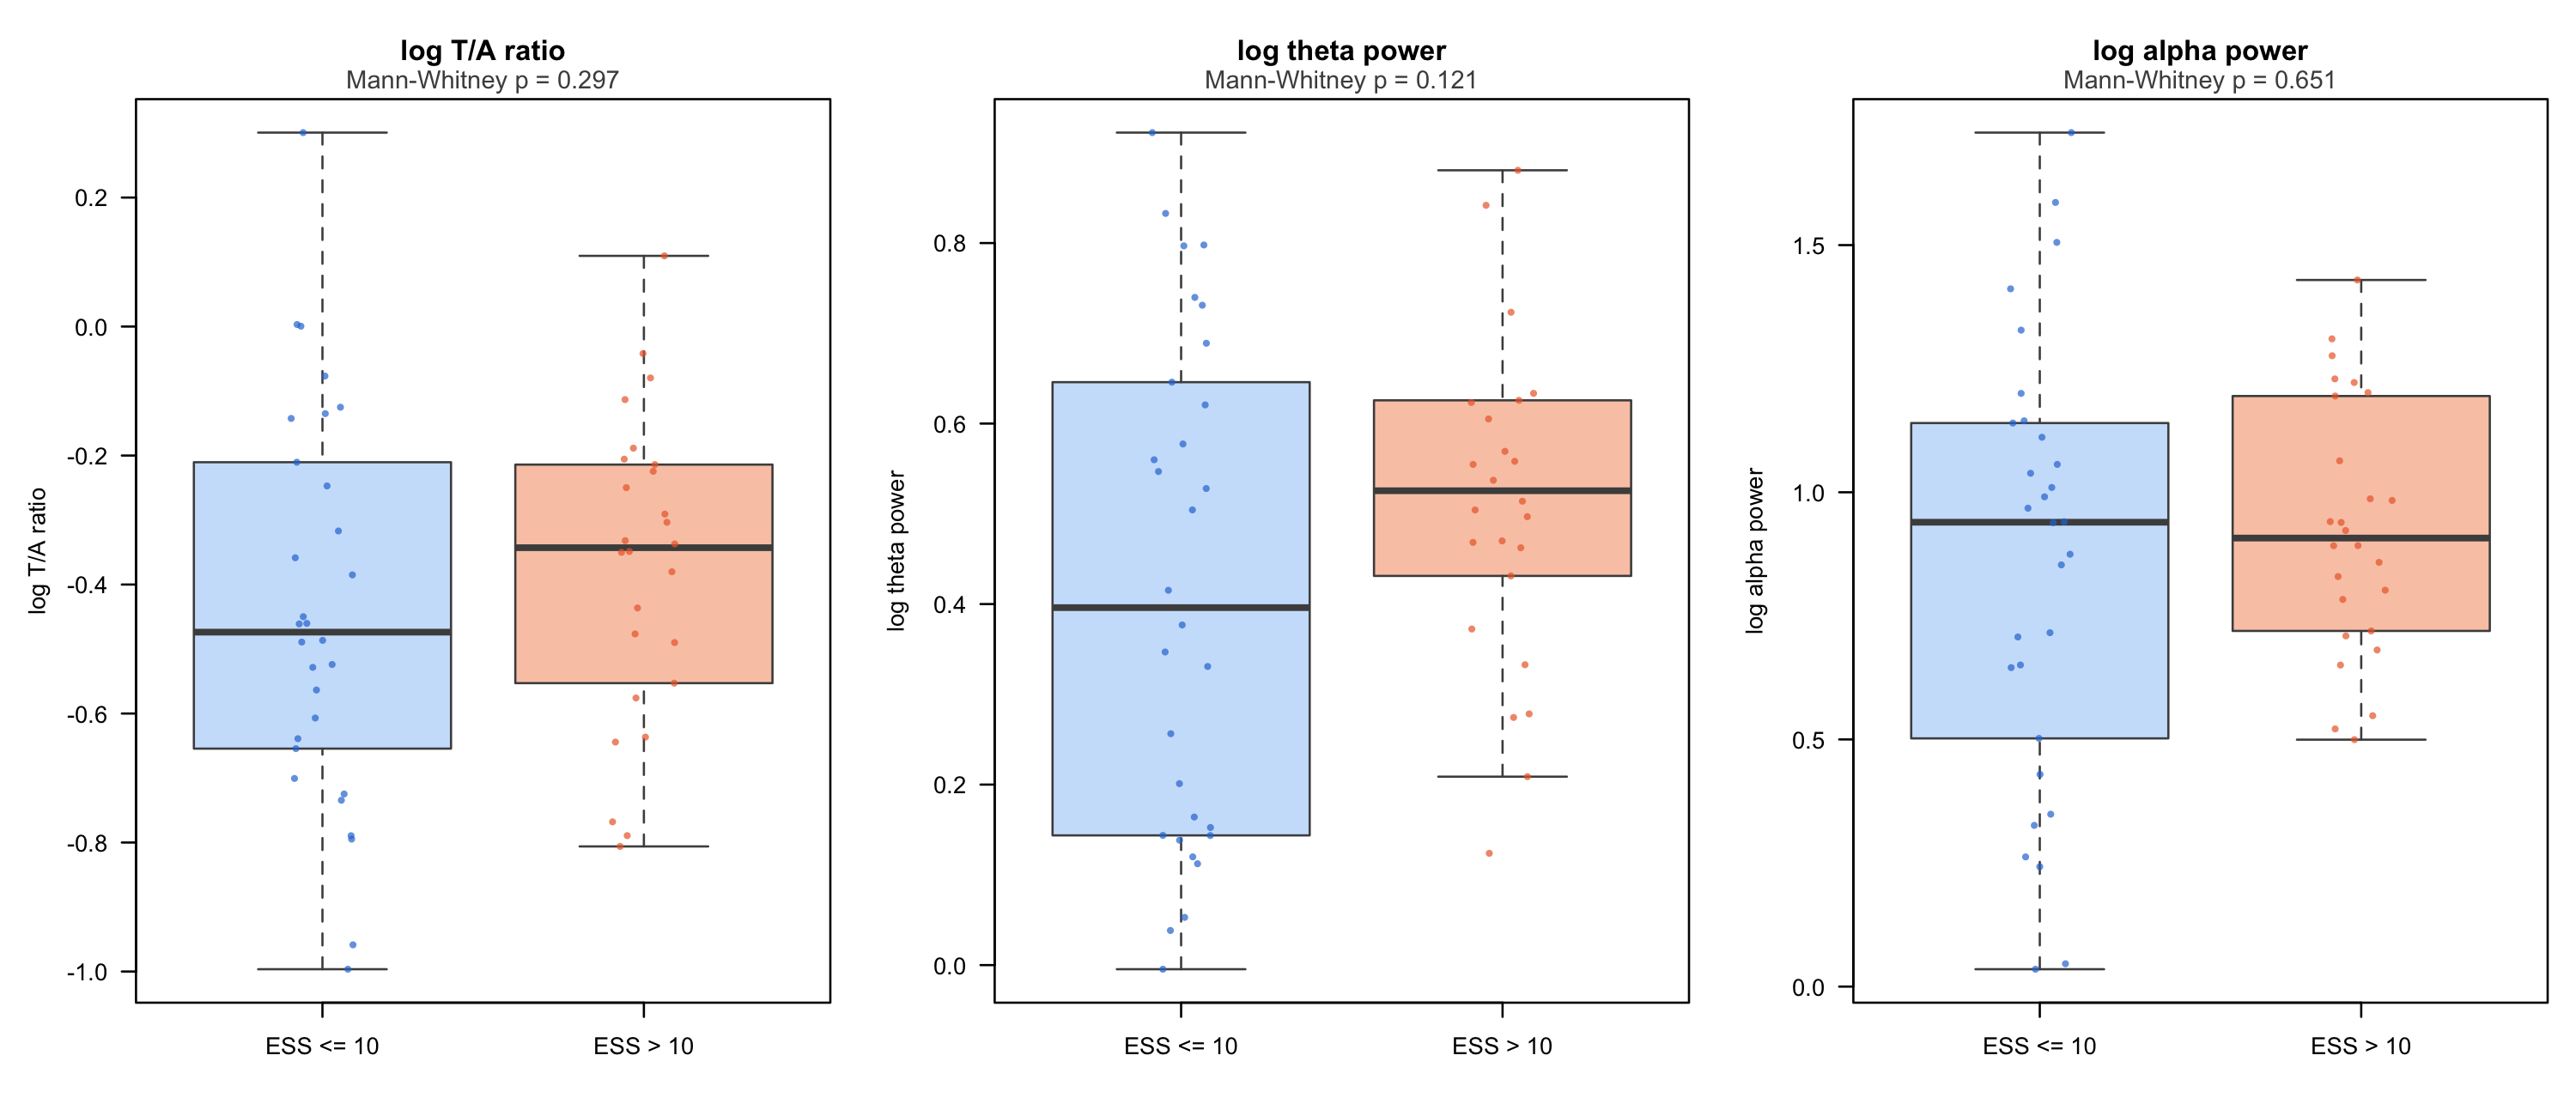 log T/A ratio
Mann-Whitney p = 0.297
log T/A ratio
0.2
0.0
-0.2
-0.4
-0.6
-0.8
-1.0
ESS <= 10
ESS > 10
log theta power
Mann-Whitney p = 0.121
log theta power
0.8
0.6
0.4
0.2
0.0
ESS <= 10
ESS > 10
log alpha power
Mann-Whitney p = 0.651
log alpha power
1.5
1.0
0.5
0.0
ESS <= 10
ESS > 10